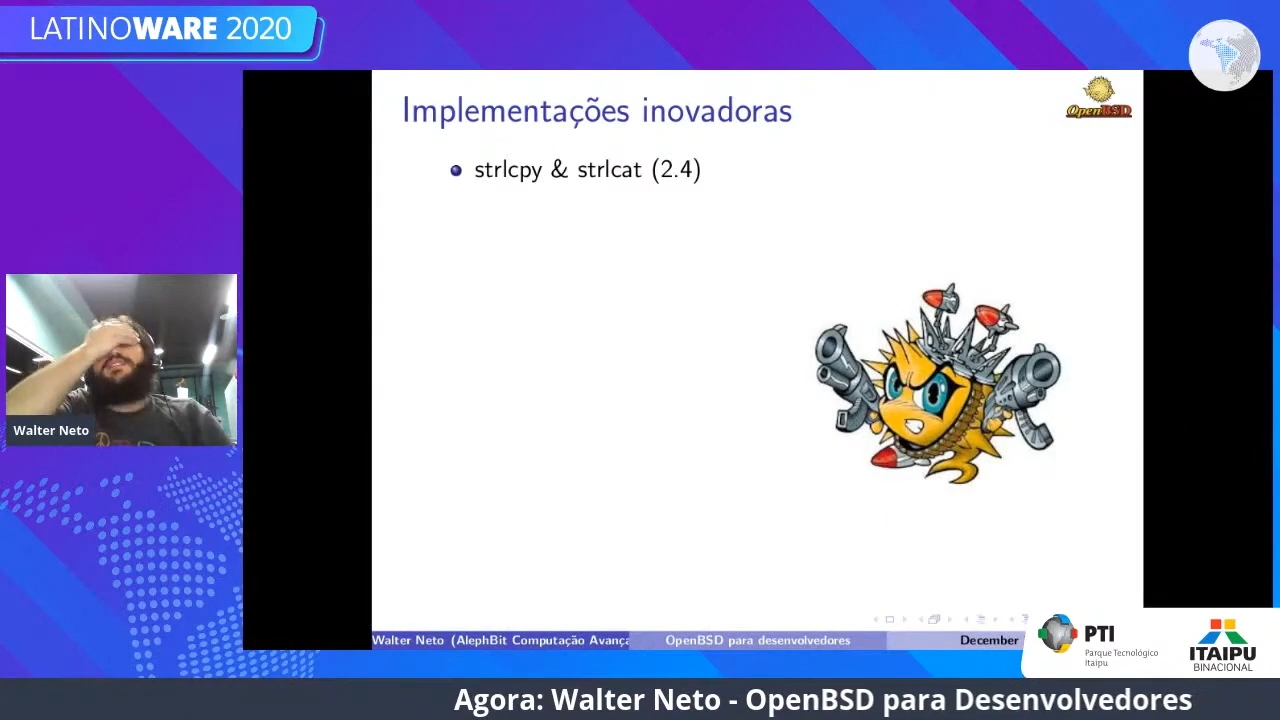 LATINOWARE 2020
Implementações inovadoras
OpenBSD
strlcpy & strlcat (2.4)
Walter Neto
Walter Neto (AlephBit Computação Avança
OpenBSD para desenvolvedores
December
PTI
Parque Tecnológico
Itaipu
ITAIPU
BINACIONAL
Agora: Walter Neto - OpenBSD para Desenvolvedores